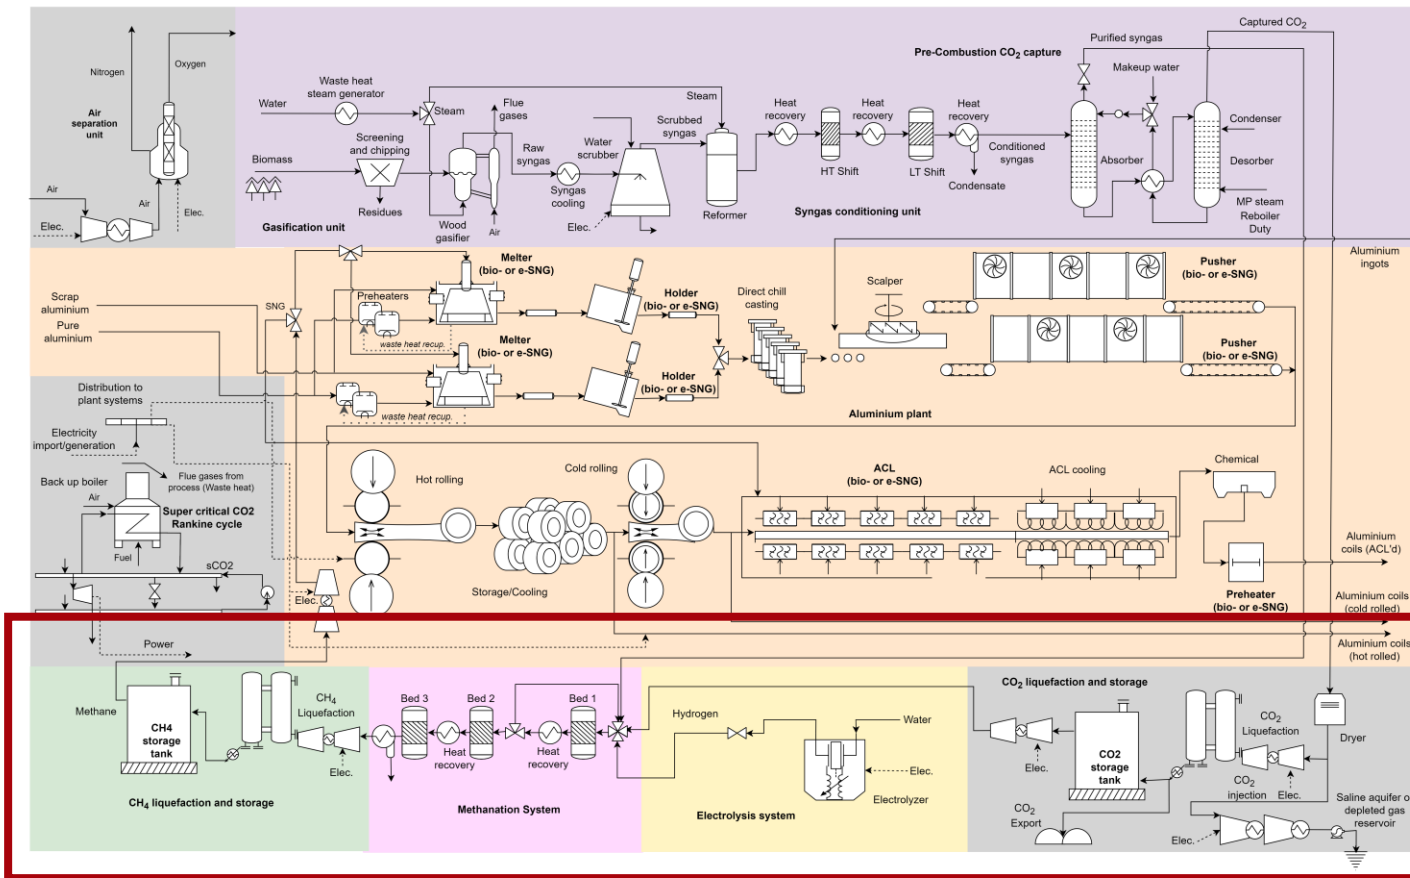 Captured CO2
Nitrogen
Oxygen
Air
separation
unit
Air
Air
Elec.
Elec.
Purified syngas
Pre-Combustion CO2 capture
Makeup water
Waste heat
steam generator
Water
Steam
Steam
Flue
gases
Screening
and chipping
Biomass
Residues
Raw
syngas
Water
scrubber
Scrubbed
syngas
Syngas
cooling
Wood
gasifier
Air
Elec.
Reformer
Heat
recovery
Heat
recovery
Heat
recovery
HT Shift
LT Shift
Conditioned
syngas
Condensate
Absorber
Condenser
Desorber
MP steam
Reboiler
Duty
Gasification unit
Syngas conditioning unit
Aluminium
ingots
Melter
(bio- or e-SNG)
Pusher
(bio- or e-SNG)
Scalper
Scrap
aluminium
SNG
Preheaters
Holder
(bio- or e-SNG)
Direct chill
casting
Pure
aluminium
waste heat recup.
Melter
(bio- or e-SNG)
Pusher
(bio- or e-SNG)
Holder
(bio- or e-SNG)
waste heat recup.
Aluminium plant
Distribution to
plant systems
Electricity
import/generation
Flue gases from
process (Waste heat)
Back up boiler
Air
Super critical CO2
Rankine cycle
Fuel
sCO2
Elec.
Power
Hot rolling
Storage/Cooling
Cold rolling
ACL
(bio- or e-SNG)
ACL cooling
Chemical
Preheater
(bio- or e-SNG)
Aluminium
coils (ACL'd)
Aluminium coils
(cold rolled)
Aluminium coils
(hot rolled)
Methane
CH4
storage
tank
CH4
Liquefaction
Elec.
CH4 liquefaction and storage
Bed 3
Bed 2
Bed 1
Heat
recovery
Heat
recovery
Methanation System
Hydrogen
Water
Elec.
Electrolyzer
Electrolysis system
CO2 liquefaction and storage
Elec.
CO2
storage
tank
CO2
Liquefaction
Dryer
CO2
injection
Elec.
CO2
Export
Elec.
Saline aquifer o
depleted gas
reservoir